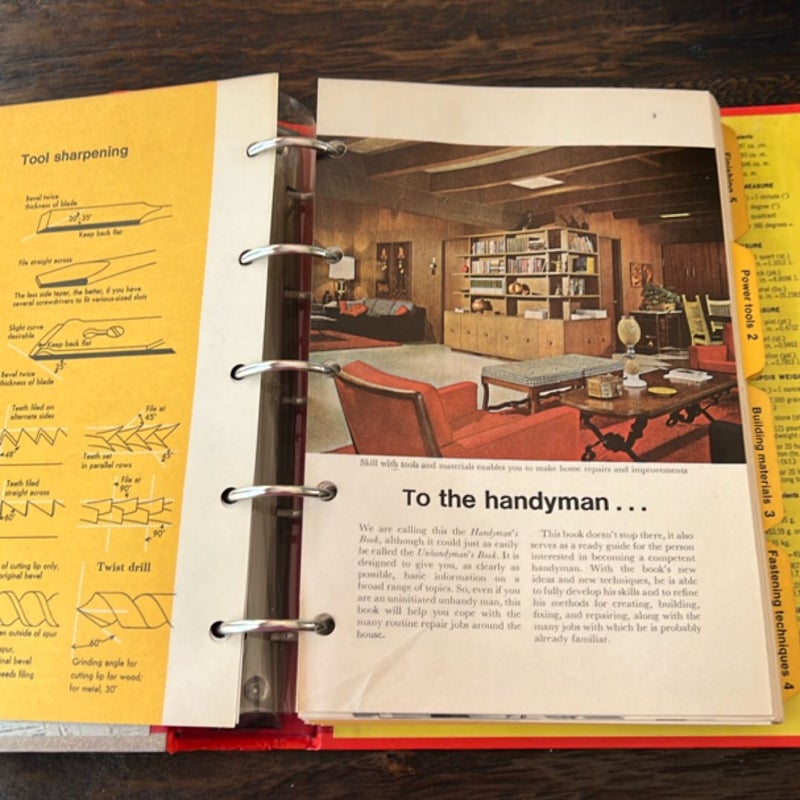 Tool sharpening
Bevel twice
thickness of blade
20°-35°
Keep back flat
File straight across
The less side taper, the better, if you have
several screwdrivers to fit various-sized slots
Slight curve
desirable
Keep back flat
25°
Bevel twice
thickness of blade
Teeth filed on
alternate sides
48°
File at
45°
Teeth set
in parallel rows
45°
Teeth filed
straight across
60°
File at
90°
90°
of cutting lip only,
original bevel
on outside of spur
Twist drill
60°
Grinding angle for
cutting lip for wood;
for metal, 30°
3
Skill with tools and materials enables you to make home repairs and improvements
To the handyman . . .
We are calling this the Handyman's
Book, although it could just as easily
be called the Unhandyman's Book. It is
designed to give you, as clearly as
possible, basic information on a
broad range of topics. So, even if you
are an uninitiated unhandy man, this
book will help you cope with the
many routine repair jobs around the
house.
This book doesn't stop there, it also
serves as a ready guide for the person
interested in becoming a competent
handyman. With the book's new
ideas and new techniques, he is able
to fully develop his skills and to refine
his methods for creating, building,
fixing, and repairing, along with the
many jobs with which he is probably
already familiar.
Power tools 2
Building materials 3
Fastening techniques 4